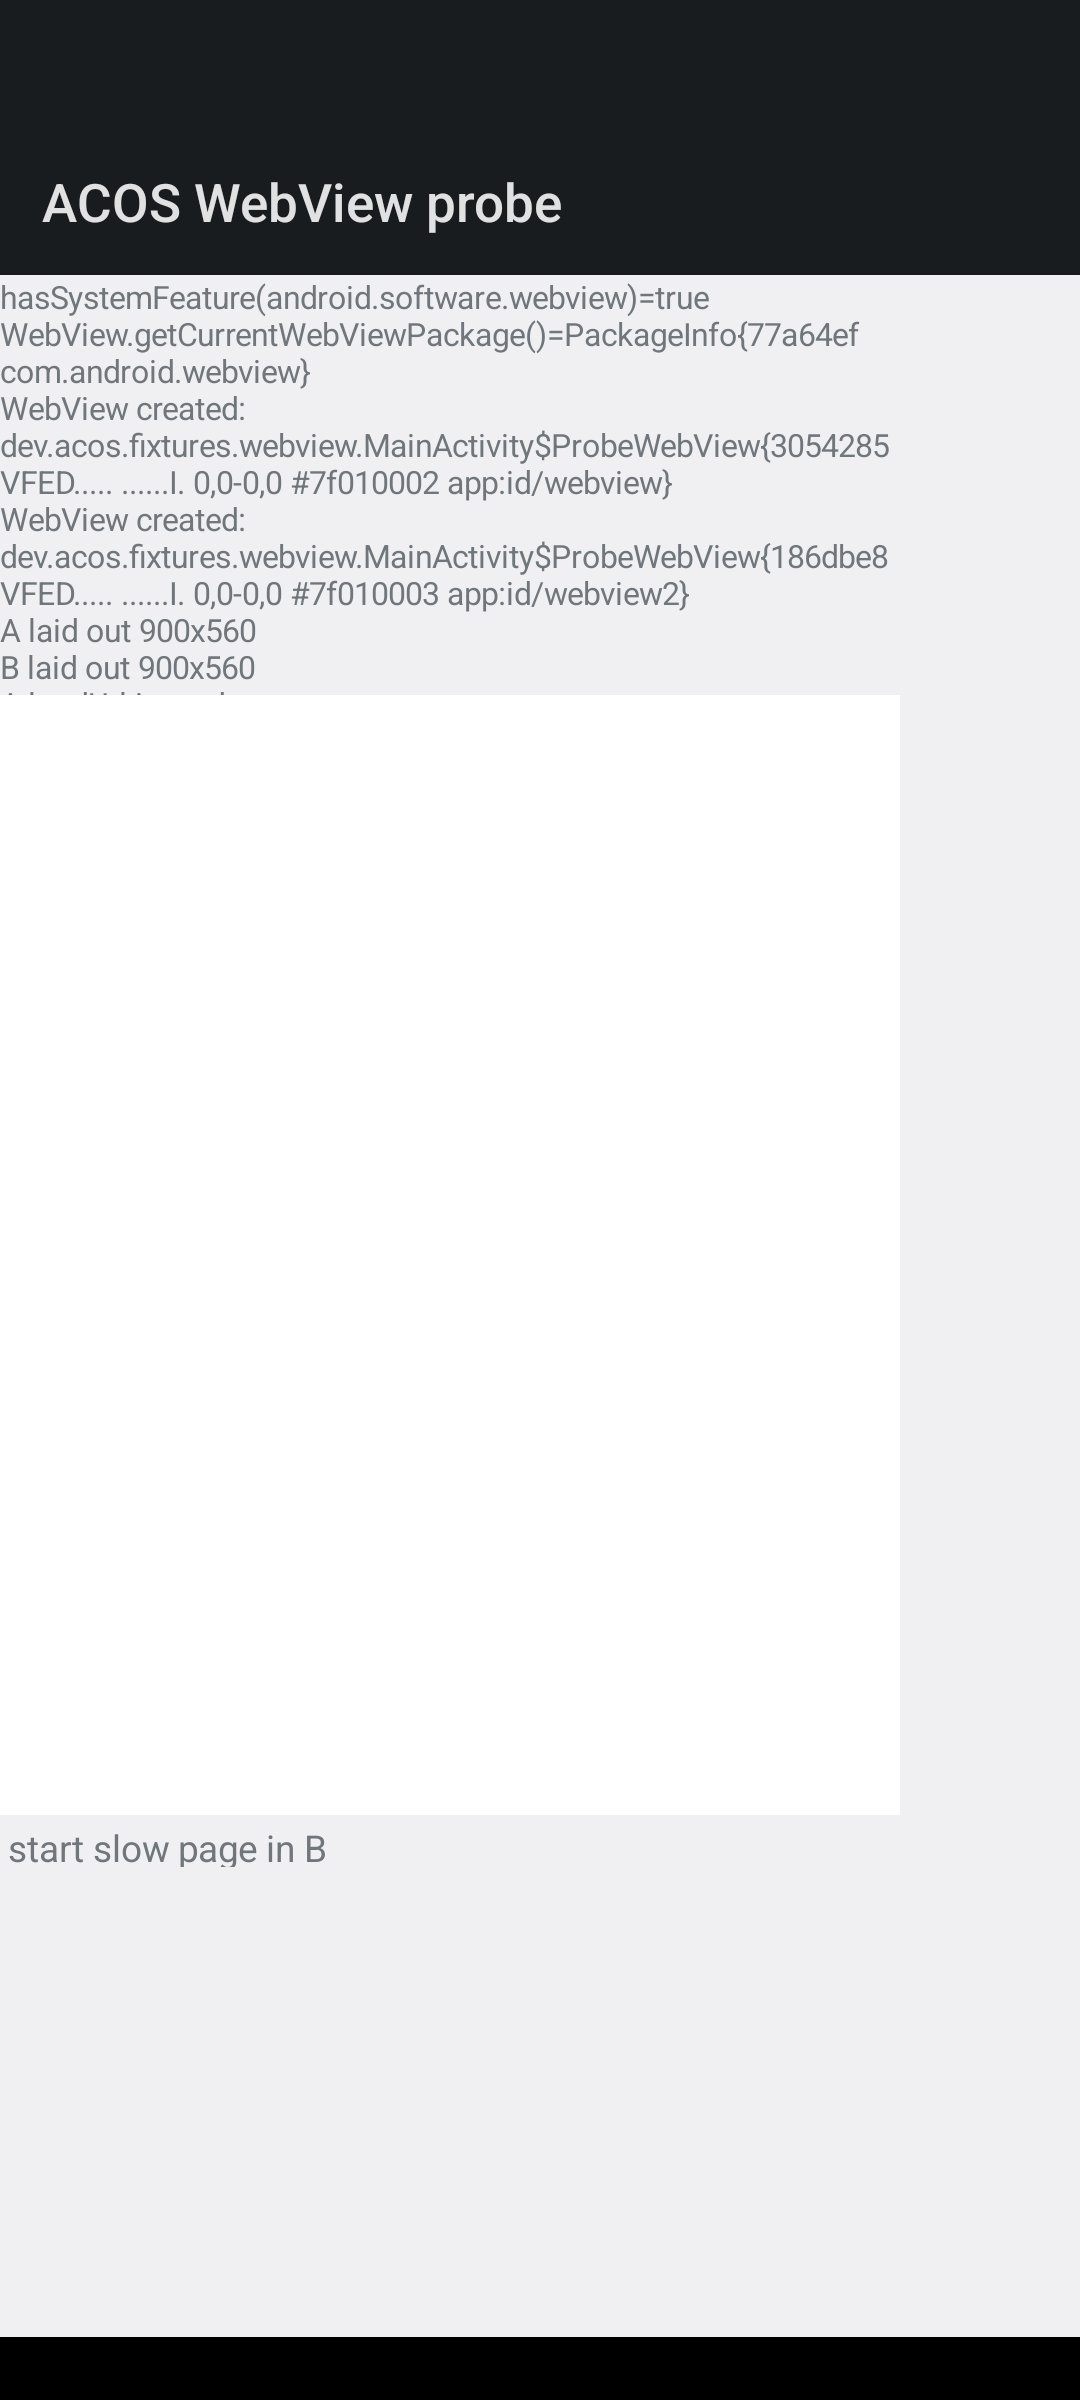 ACOS WebView probe
hasSystemFeature(android.software.webview)=true
WebView.getCurrentWebViewPackage()=PackageInfo{77a64ef
com.android.webview}
WebView created:
dev.acos.fixtures.webview.MainActivity$ProbeWebView{3054285
VFED..... ......I. 0,0-0,0 #7f010002 app:id/webview}
WebView created:
dev.acos.fixtures.webview.MainActivity$ProbeWebView{186dbe8
VFED..... ......I. 0,0-0,0 #7f010003 app:id/webview2}
A laid out 900x560
B laid out 900x560
start slow page in B